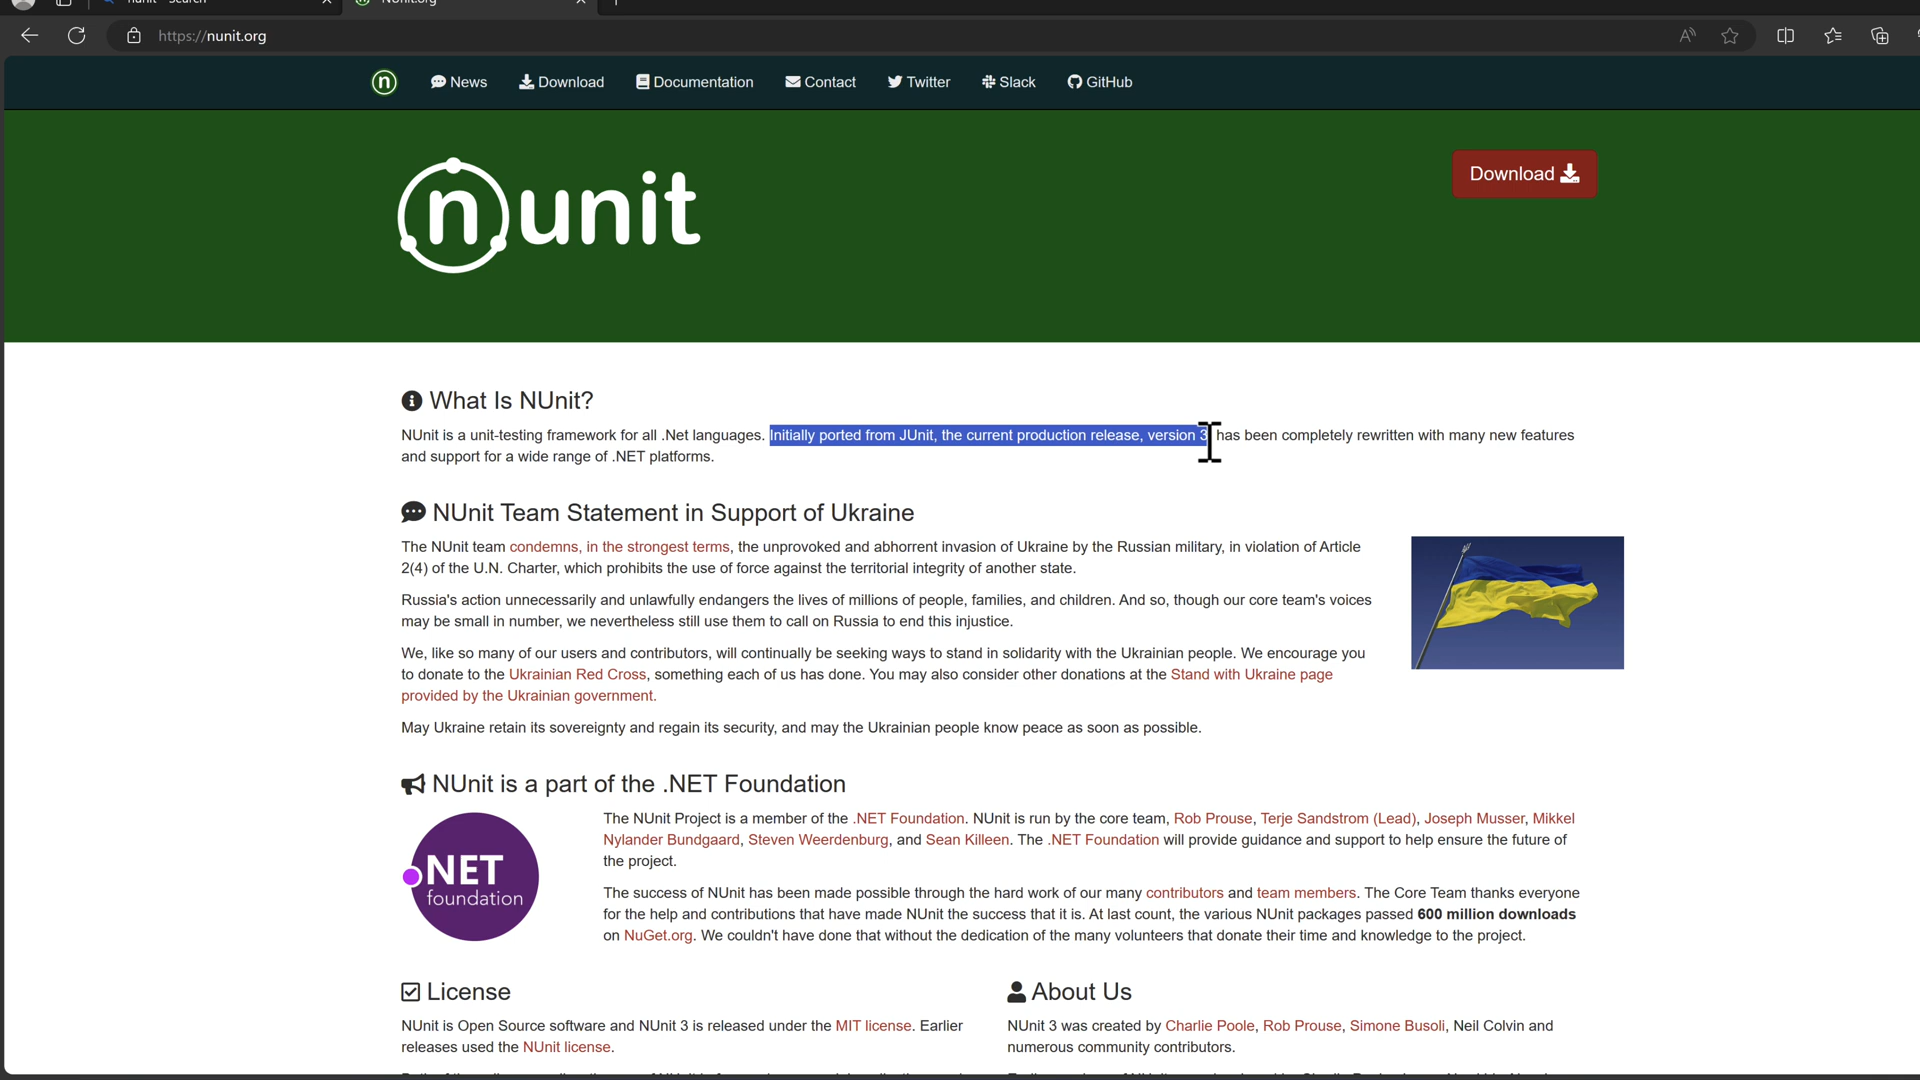 https://nunit.org
News
Download
Documentation
Contact
Twitter
Slack
GitHub
nunit
Download
What Is NUnit?
NUnit is a unit-testing framework for all .Net languages. Initially ported from JUnit, the current production release, version 3, has been completely rewritten with many new features
and support for a wide range of .NET platforms.
NUnit Team Statement in Support of Ukraine
The NUnit team condemns, in the strongest terms, the unprovoked and abhorrent invasion of Ukraine by the Russian military, in violation of Article
2(4) of the U.N. Charter, which prohibits the use of force against the territorial integrity of another state.
Russia's action unnecessarily and unlawfully endangers the lives of millions of people, families, and children. And so, though our core team's voices
may be small in number, we nevertheless still use them to call on Russia to end this injustice.
We, like so many of our users and contributors, will continually be seeking ways to stand in solidarity with the Ukrainian people. We encourage you
to donate to the Ukrainian Red Cross, something each of us has done. You may also consider other donations at the Stand with Ukraine page
provided by the Ukrainian government.
May Ukraine retain its sovereignty and regain its security, and may the Ukrainian people know peace as soon as possible.
NUnit is a part of the .NET Foundation
.NET
foundation
The NUnit Project is a member of the .NET Foundation. NUnit is run by the core team, Rob Prouse, Terje Sandstrom (Lead), Joseph Musser, Mikkel
Nylander Bundgaard, Steven Weerdenburg, and Sean Killeen. The .NET Foundation will provide guidance and support to help ensure the future of
the project.
The success of NUnit has been made possible through the hard work of our many contributors and team members. The Core Team thanks everyone
for the help and contributions that have made NUnit the success that it is. At last count, the various NUnit packages passed 600 million downloads
on NuGet.org. We couldn't have done that without the dedication of the many volunteers that donate their time and knowledge to the project.
License
NUnit is Open Source software and NUnit 3 is released under the MIT license. Earlier
releases used the NUnit license.
About Us
NUnit 3 was created by Charlie Poole, Rob Prouse, Simone Busoli, Neil Colvin and
numerous community contributors.